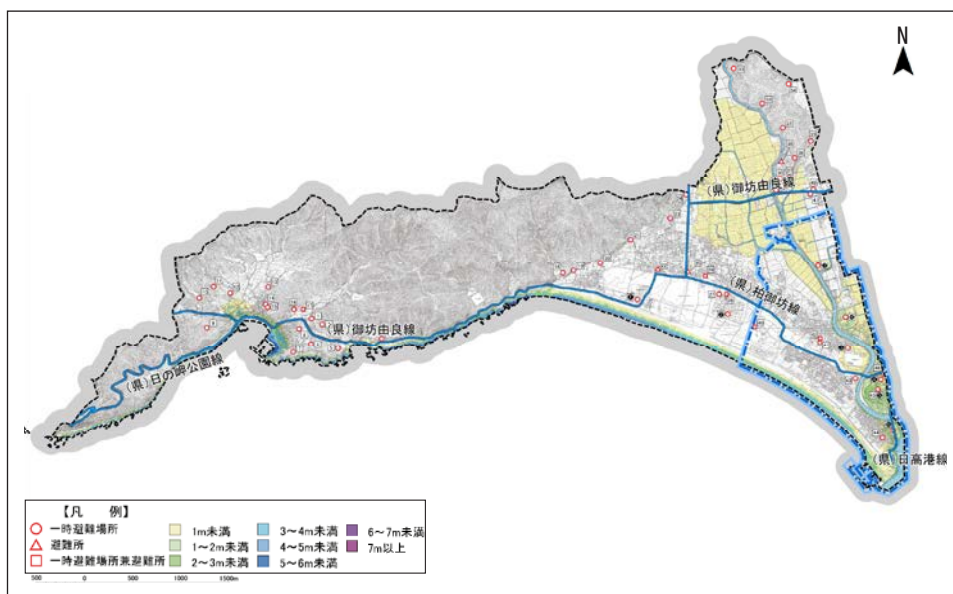 N
(県)御坊由良線
(県)柏御坊線
(県)御坊由良線
(県)日の岬公園線
(県)日高港線
【凡 例】
一時避難場所
避難所
一時避難場所兼避難所
1m未満
1~2m未満
2~3m未満
3~4m未満
4~5m未満
5~6m未満
6~7m未満
7m以上
500 0 500 1000 1500m